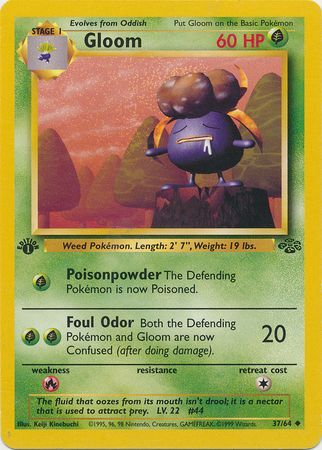 STAGE 1
Evolves from Oddish
Put Gloom on the Basic Pokémon
Gloom
60 HP
EDITION
1
Weed Pokémon. Length: 2' 7", Weight: 19 lbs.
Poisonpowder The Defending
Pokémon is now Poisoned.
Foul Odor Both the Defending
Pokémon and Gloom are now
Confused (after doing damage).
20
weakness
resistance
retreat cost
The fluid that oozes from its mouth isn't drool; it is a nectar
that is used to attract prey. LV. 22 #44
Illus. Keiji Kinebuchi
©1995, 96, 98 Nintendo, Creatures, GAMEFREAK. ©1999 Wizards.
37/64